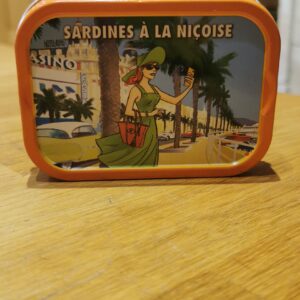 SARDINES À LA NIÇOISE
CASINO